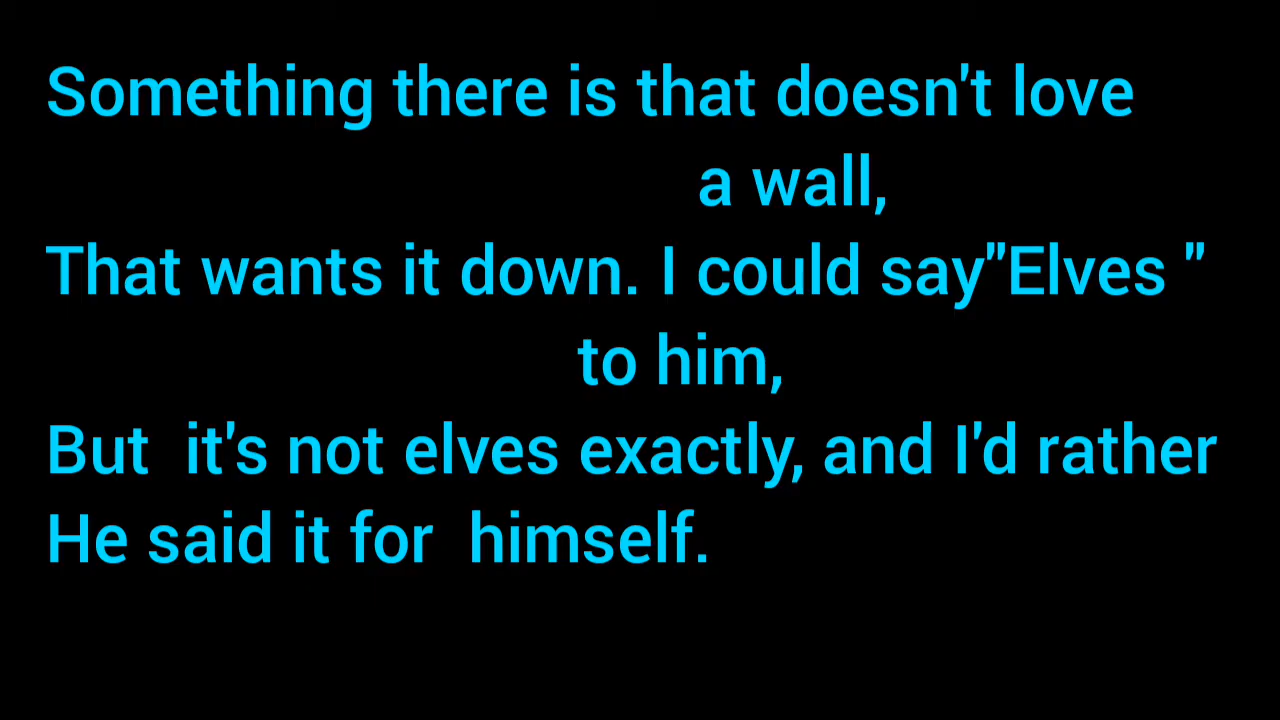 Something there is that doesn't love
a wall,
That wants it down. I could say"Elves "
to him,
But  it's not elves exactly, and I'd rather
He said it for  himself.